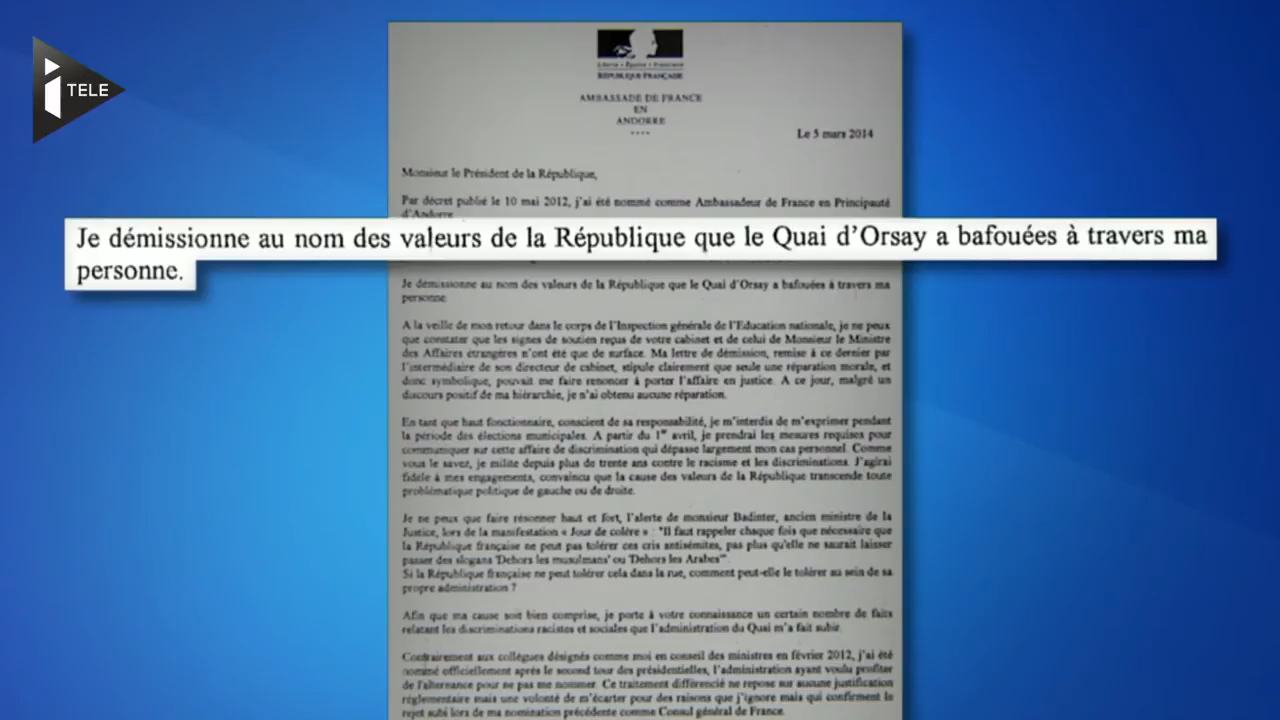 i TELE
Liberté • Égalité • Fraternité
RÉPUBLIQUE FRANÇAISE
AMBASSADE DE FRANCE
EN
ANDORRE
****
Le 5 mars 2014
Monsieur le Président de la République,
Par décret publié le 10 mai 2012, j'ai été nommé comme Ambassadeur de France en Principauté
d'Andorre
Je démissionne au nom des valeurs de la République que le Quai d'Orsay a bafouées à travers ma
personne.
Je démissionne au nom des valeurs de la République que le Quai d'Orsay a bafouées à travers ma
personne.
A la veille de mon retour dans le corps de l'Inspection générale de l'Education nationale, je ne peux
que constater que les signes de soutien reçus de votre cabinet et de celui de Monsieur le Ministre
des Affaires étrangères n'ont été que de surface. Ma lettre de démission, remise à ce dernier par
l'intermédiaire de son directeur de cabinet, stipule clairement que seule une réparation morale, et
donc symbolique, pouvait me faire renoncer à porter l'affaire en justice. A ce jour, malgré un
discours positif de ma hiérarchie, je n'ai obtenu aucune réparation.
En tant que haut fonctionnaire, conscient de sa responsabilité, je m'interdis de m'exprimer pendant
la période des élections municipales. A partir du 1er avril, je prendrai les mesures requises pour
communiquer sur cette affaire de discrimination qui dépasse largement mon cas personnel. Comme
vous le savez, je milite depuis plus de trente ans contre le racisme et les discriminations. J'agirai
fidèle à mes engagements, convaincu que la cause des valeurs de la République transcende toute
problématique politique de gauche ou de droite.
Je ne peux que faire résonner haut et fort, l'alerte de monsieur Badinter, ancien ministre de la
Justice, lors de la manifestation « Jour de colère » : "Il faut rappeler chaque fois que nécessaire que
la République française ne peut pas tolérer ces cris antisémites, pas plus qu'elle ne saurait laisser
passer des slogans 'Dehors les musulmans' ou 'Dehors les Arabes'".
Si la République française ne peut tolérer cela dans la rue, comment peut-elle le tolérer au sein de sa
propre administration ?
Afin que ma cause soit bien comprise, je porte à votre connaissance un certain nombre de faits
relatant les discriminations racistes et sociales que l'administration du Quai m'a fait subir.
Contrairement aux collègues désignés comme moi en conseil des ministres en février 2012, j'ai été
nommé officiellement après le second tour des présidentielles, l'administration ayant voulu profiter
de l'alternance pour ne pas me nommer. Ce traitement différencié ne repose sur aucune justification
réglementaire mais une volonté de m'écarter pour des raisons que j'ignore mais qui confirment le
rejet subi lors de ma nomination précédente comme Consul général de France.